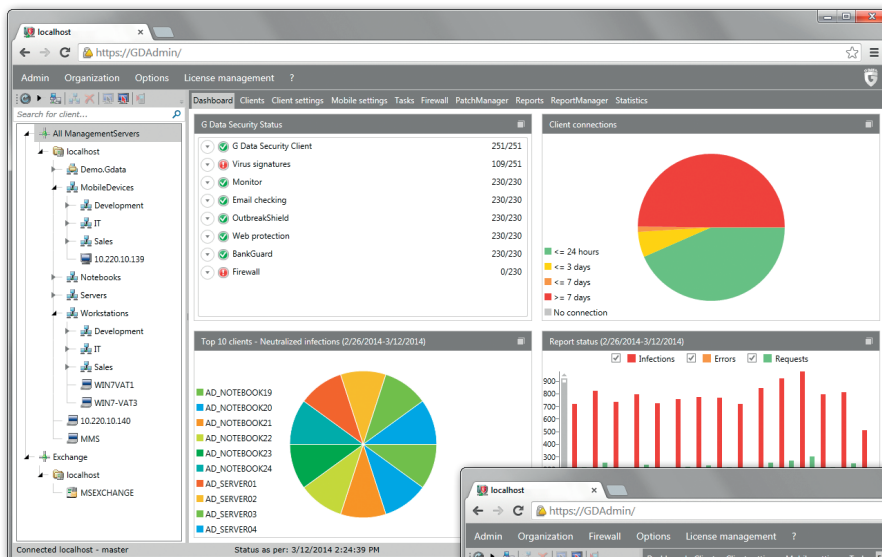 localhost
https://GDAdmin/
Admin Organization Options License management ?
Search for client...
All ManagementServers
localhost
Demo.Gdata
MobileDevices
Development
IT
Sales
10.220.10.139
Notebooks
Servers
Workstations
Development
IT
Sales
WIN7VAT1
WIN7-VAT3
10.220.10.140
MMS
Exchange
localhost
MSEXCHANGE
Dashboard Clients Client settings Mobile settings Tasks Firewall PatchManager Reports ReportManager Statistics
G Data Security Status
G Data Security Client 251/251
Virus signatures 109/251
Monitor 230/230
Email checking 230/230
OutbreakShield 230/230
Web protection 230/230
BankGuard 230/230
Firewall 0/230
Client connections
<= 24 hours
<= 3 days
<= 7 days
>= 7 days
No connection
Top 10 clients - Neutralized infections (2/26/2014-3/12/2014)
AD_NOTEBOOK19
AD_NOTEBOOK20
AD_NOTEBOOK21
AD_NOTEBOOK22
AD_NOTEBOOK23
AD_NOTEBOOK24
AD_SERVER01
AD_SERVER02
AD_SERVER03
AD_SERVER04
Report status (2/26/2014-3/12/2014)
Infections Errors Requests
900
800
700
600
500
400
300
200
Connected localhost - master
Status as per: 3/12/2014 2:24:39 PM
localhost
https://GDAdmin/
Admin Organization Firewall Options License management ?